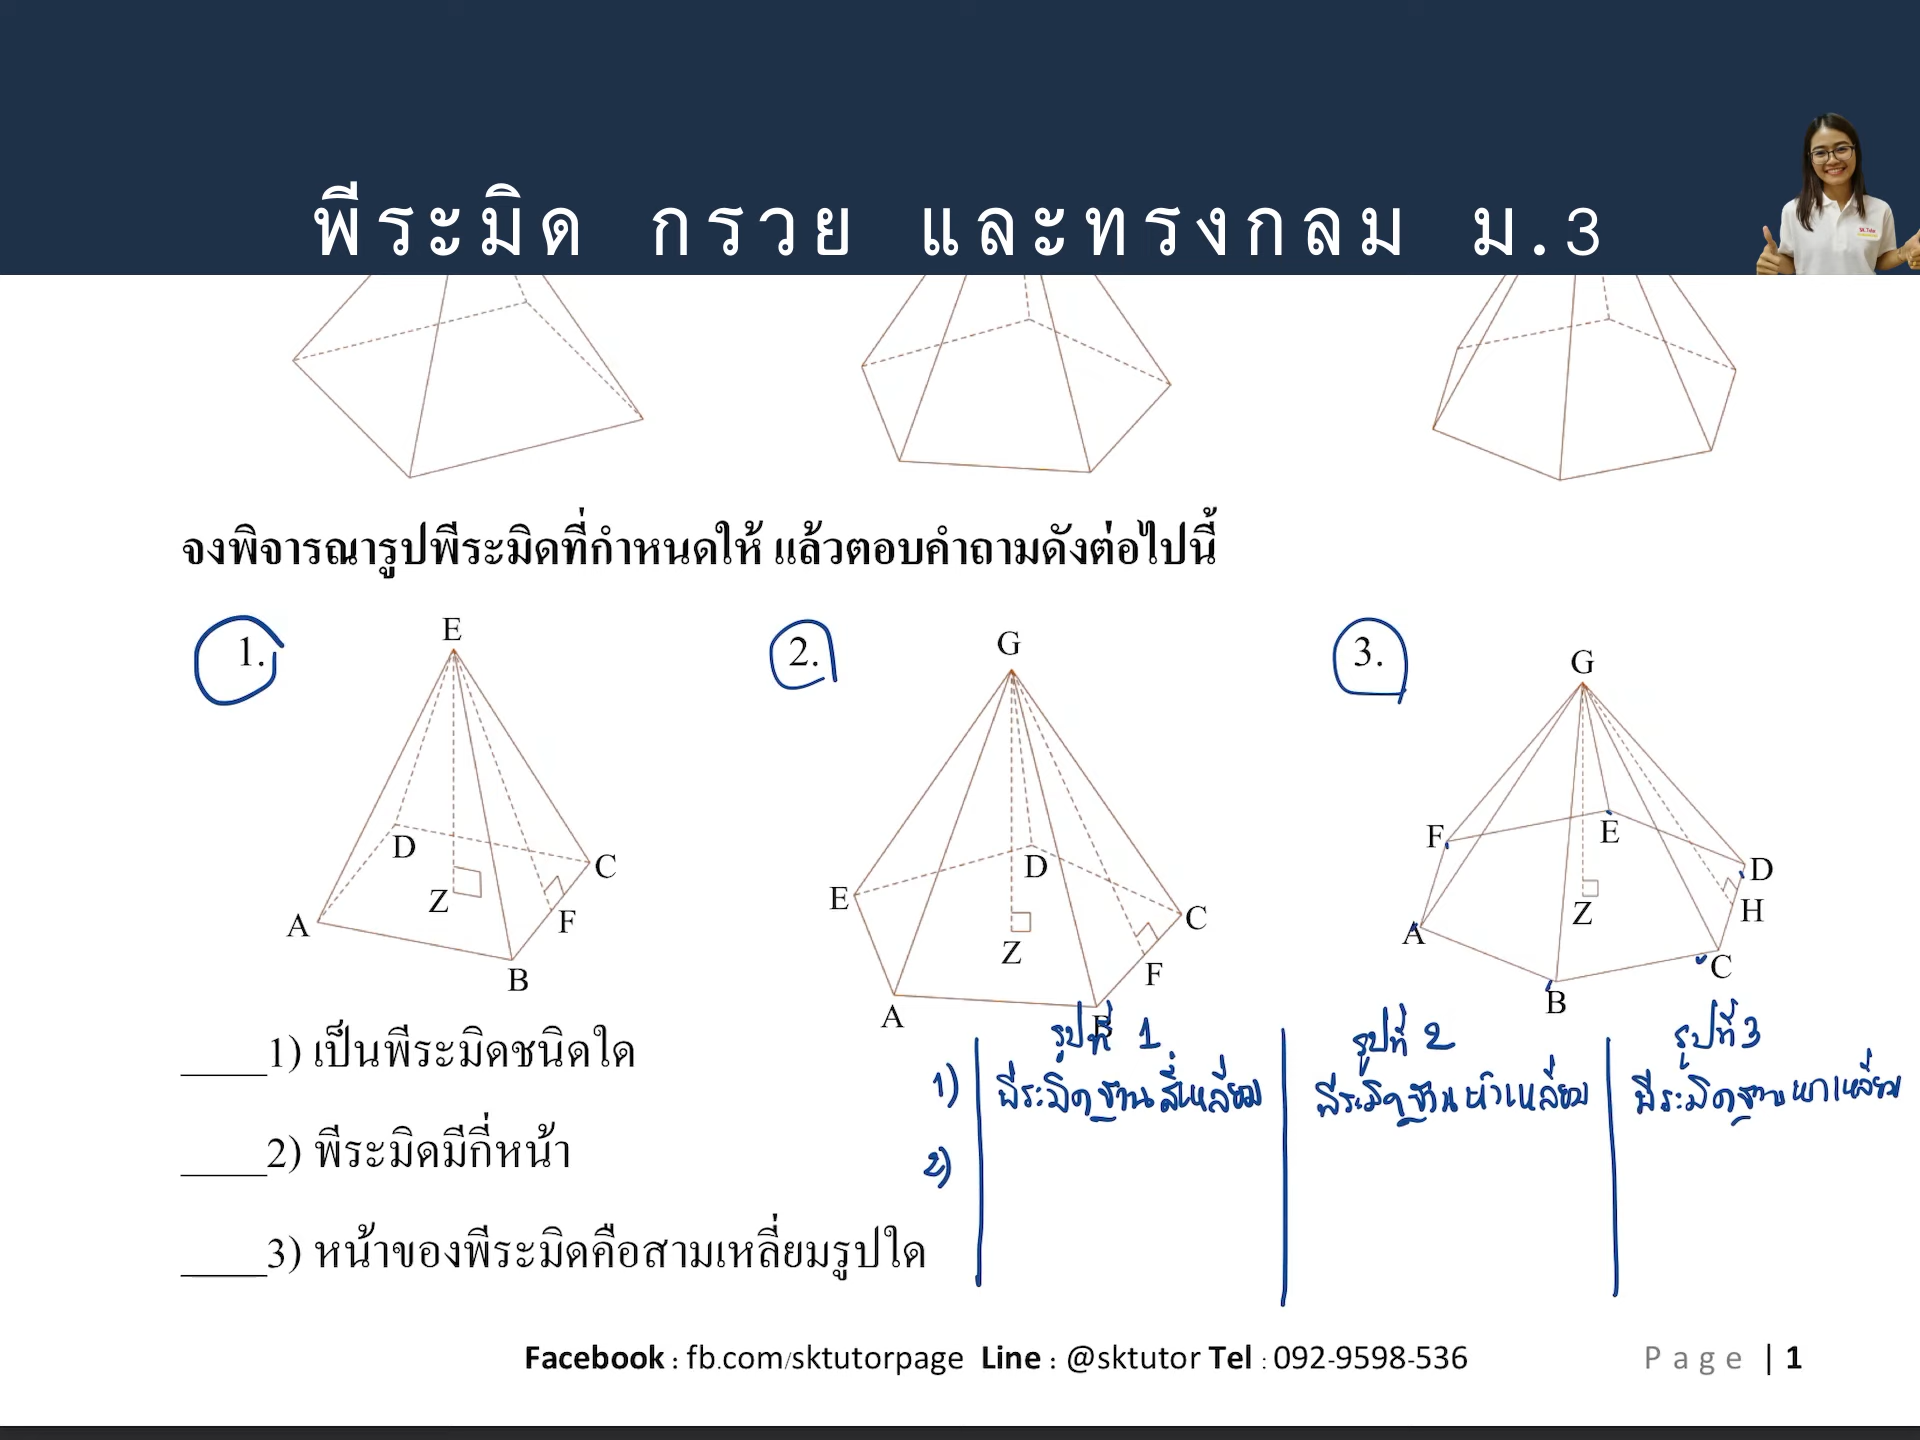 พีระมิด กรวย และทรงกลม ม.3
จงพิจารณารูปพีระมิดที่กำหนดให้ แล้วตอบคำถามดังต่อไปนี้
1.
E
D
C
Z
A
F
B
2.
G
D
E
C
Z
F
A
B
3.
G
F
E
D
H
Z
A
C
B
____1) เป็นพีระมิดชนิดใด
____2) พีระมิดมีกี่หน้า
____3) หน้าของพีระมิดคือสามเหลี่ยมรูปใด
รูปที่ 1 รูปที่ 2 รูปที่ 3
1) พีระมิดฐานสี่เหลี่ยม พีระมิดฐานห้าเหลี่ยม พีระมิดฐานหกเหลี่ยม
2)
Facebook : fb.com/sktutorpage Line : @sktutor Tel : 092-9598-536
Page | 1